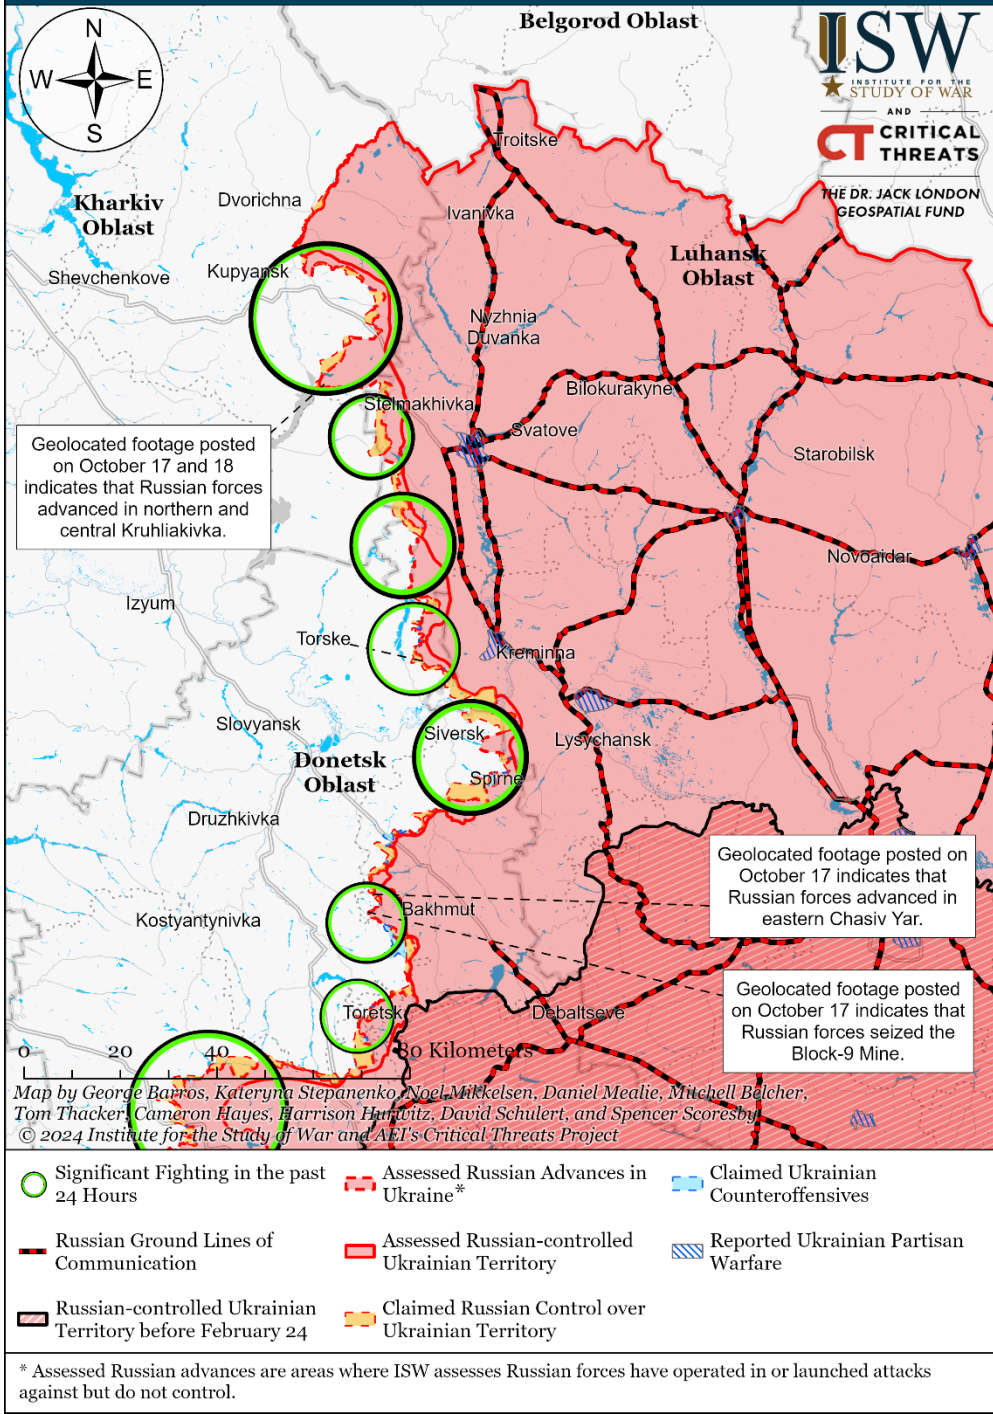 Belgorod Oblast
N
W E
S
ISW
INSTITUTE FOR THE
STUDY OF WAR
AND
CT CRITICAL
THREATS
THE DR. JACK LONDON
GEOSPATIAL FUND
Troitske
Dvorichna
Kharkiv
Oblast
Ivanivka
Luhansk
Oblast
Shevchenkove
Kupyansk
Nyzhnia
Duvanka
Bilokurakyne
Stelmakhivka
Svatove
Starobilsk
Geolocated footage posted
on October 17 and 18
indicates that Russian forces
advanced in northern and
central Kruhliakivka.
Novoaidar
Izyum
Torske
Kreminna
Slovyansk
Siversk
Lysychansk
Donetsk
Oblast
Spirne
Druzhkivka
Geolocated footage posted on
October 17 indicates that
Russian forces advanced in
eastern Chasiv Yar.
Kostyantynivka
Bakhmut
Geolocated footage posted
on October 17 indicates that
Russian forces seized the
Block-9 Mine.
Toretsk
Debaltseve
0 20 40 80 Kilometers
Map by George Barros, Kateryna Stepanenko, Noel Mikkelsen, Daniel Mealie, Mitchell Belcher,
Tom Thacker, Cameron Hayes, Harrison Hurwitz, David Schulert, and Spencer Scoresby
© 2024 Institute for the Study of War and AEI's Critical Threats Project
Significant Fighting in the past
24 Hours
Assessed Russian Advances in
Ukraine*
Claimed Ukrainian
Counteroffensives
Russian Ground Lines of
Communication
Assessed Russian-controlled
Ukrainian Territory
Reported Ukrainian Partisan
Warfare
Russian-controlled Ukrainian
Territory before February 24
Claimed Russian Control over
Ukrainian Territory
* Assessed Russian advances are areas where ISW assesses Russian forces have operated in or launched attacks
against but do not control.